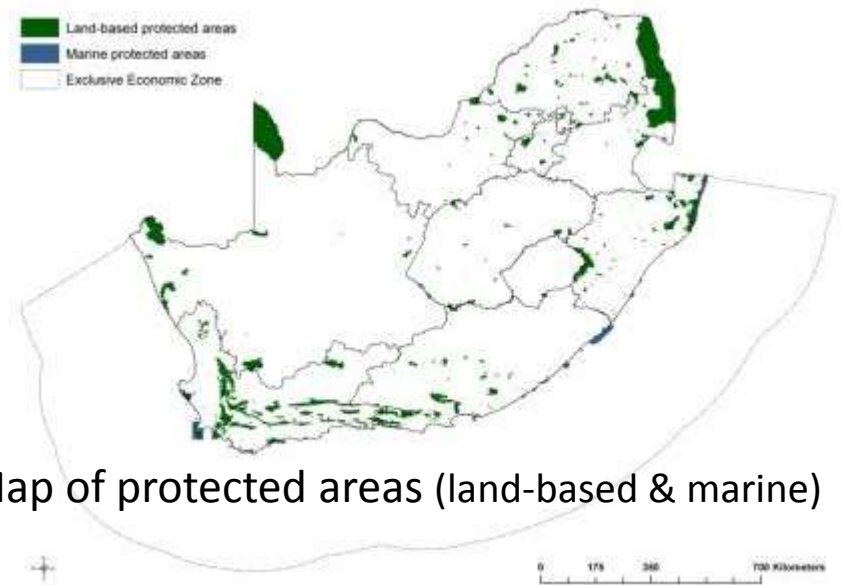 Land-based protected areas
Marine protected areas
Exclusive Economic Zone
Map of protected areas (land-based & marine)
0 175 350 700 Kilometers